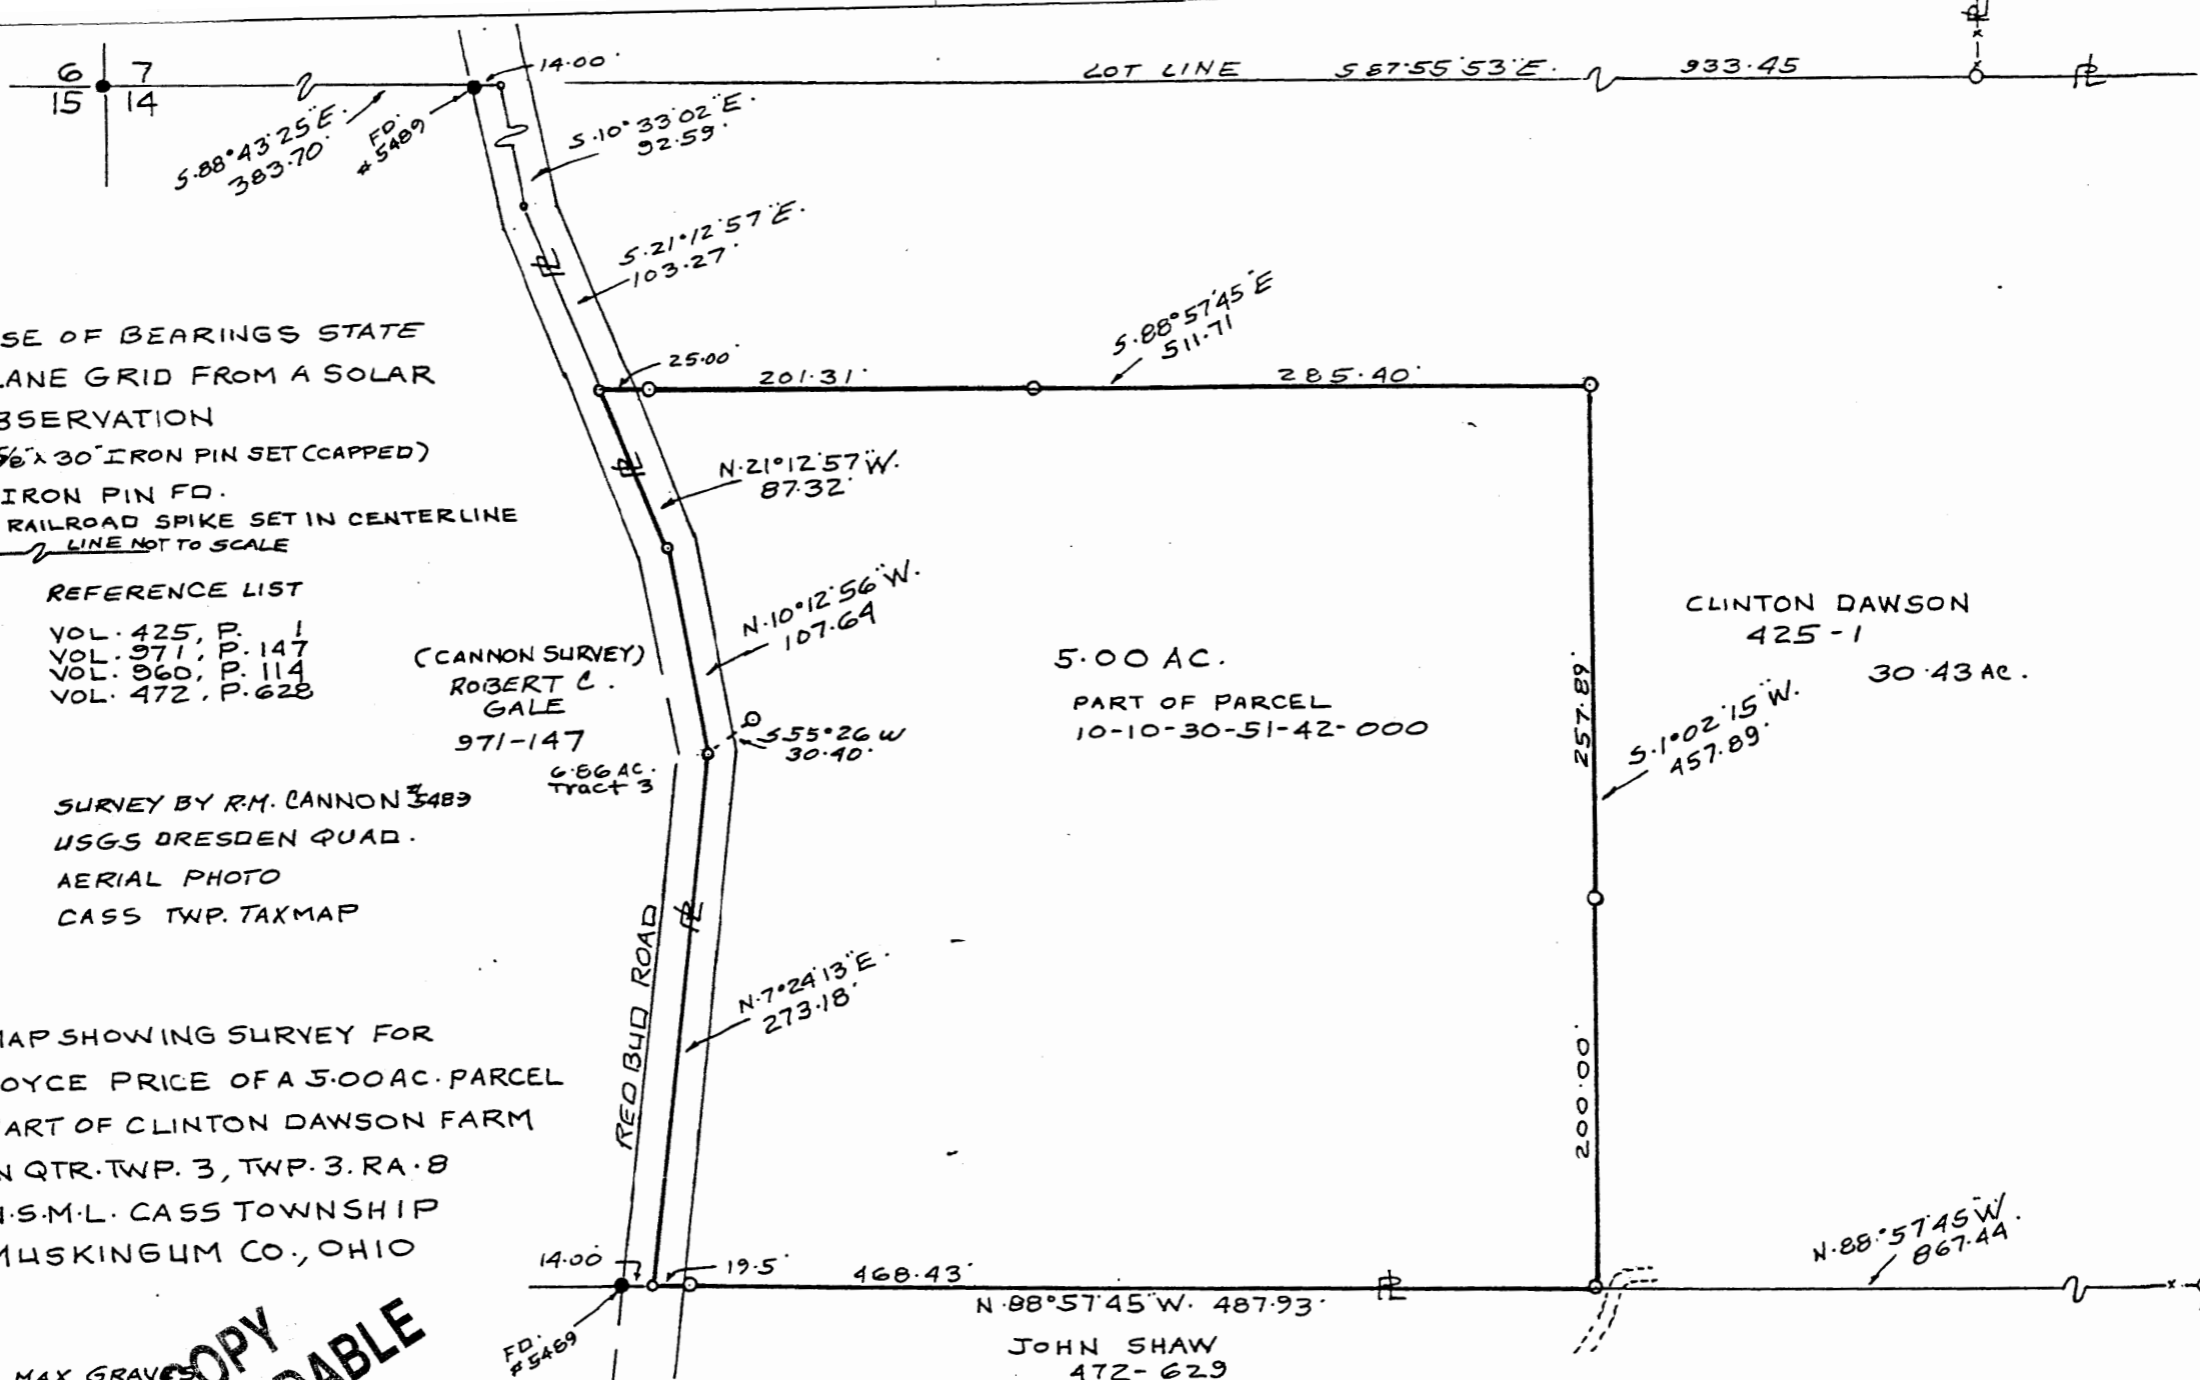 6 7
15 14
14.00'
LOT LINE S 87°55'53"E. 933.45
S.88°43'25"E.
383.70'
FD.
#5489
S.10°33'02"E.
92.59'
S.21°12'57"E.
103.27'
25.00'
201.31'
S.88°57'45"E
511.71
285.40'
SE OF BEARINGS STATE
LANE GRID FROM A SOLAR
BSERVATION
5/8"x30" IRON PIN SET (CAPPED)
IRON PIN FD.
RAILROAD SPIKE SET IN CENTERLINE
LINE NOT TO SCALE
REFERENCE LIST
VOL. 425, P. 1
VOL. 971, P. 147
VOL. 960, P. 114
VOL. 472, P. 628
N.21°12'57"W.
87.32'
N.10°12'56"W.
107.64
(CANNON SURVEY)
ROBERT C.
GALE
971-147
6.86 AC.
Tract 3
S55°26 W
30.40'
5.00 AC.
PART OF PARCEL
10-10-30-51-42-000
CLINTON DAWSON
425-1
30.43 AC.
257.89'
S.1°02'15"W.
457.89'
SURVEY BY R.M. CANNON #5489
USGS DRESDEN QUAD.
AERIAL PHOTO
CASS TWP. TAXMAP
RED BUD ROAD
N.7°24'13"E.
273.18'
200.00'
MAP SHOWING SURVEY FOR
OYCE PRICE OF A 5.00 AC. PARCEL
ART OF CLINTON DAWSON FARM
N QTR. TWP. 3, TWP. 3. RA. 8
.S.M.L. CASS TOWNSHIP
MUSKINGUM CO., OHIO
14.00
19.5'
468.43'
N.88°57'45"W. 487.93'
N.88°57'45"W.
867.44
FD.
#5489
JOHN SHAW
472-629
MAX GRAVES
COPY
DABLE